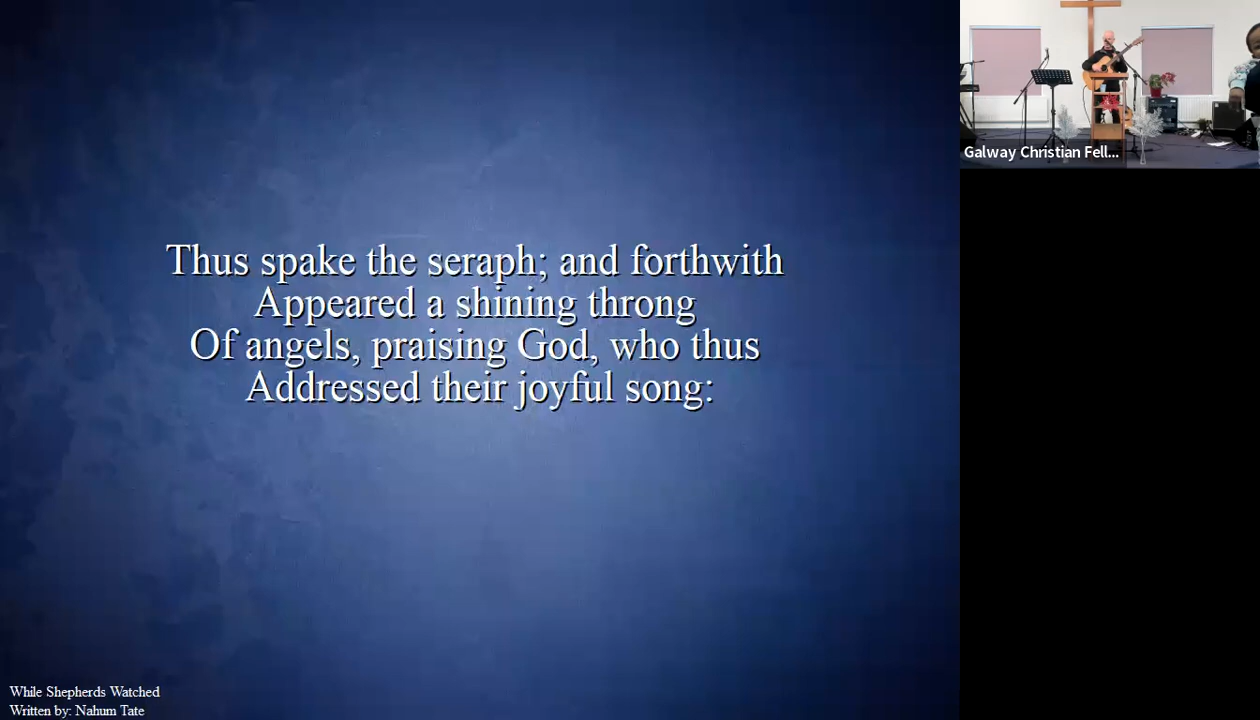 Thus spake the seraph; and forthwith
Appeared a shining throng
Of angels, praising God, who thus
Addressed their joyful song:
While Shepherds Watched
Written by: Nahum Tate
Galway Christian Fell...